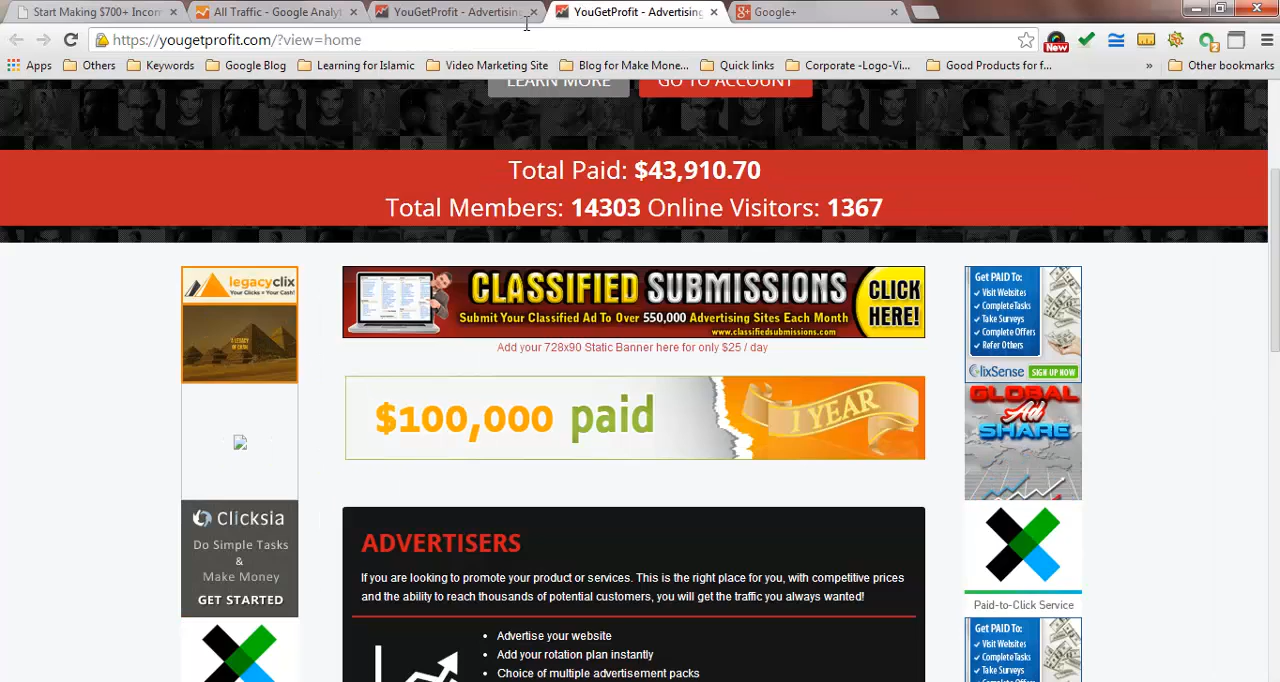 Start Making $700+ Incom
All Traffic - Google Analyt
YouGetProfit - Advertising
YouGetProfit - Advertising
Google+
https://yougetprofit.com/?view=home
New
2
Apps
Others
Keywords
Google Blog
Learning for Islamic
Video Marketing Site
Blog for Make Mone...
Quick links
Corporate -Logo-Vi...
Good Products for f...
»
Other bookmarks
LEARN MORE
GO TO ACCOUNT
Total Paid: $43,910.70
Total Members: 14303 Online Visitors: 1367
legacyclix
Your Clicks = Your Cash!
A LEGACY
OF CASH
Clicksia
Do Simple Tasks
&
Make Money
GET STARTED
CLASSIFIED SUBMISSIONS
Submit Your Classified Ad To Over 550,000 Advertising Sites Each Month
www.classifiedsubmissions.com
CLICK
HERE!
Add your 728x90 Static Banner here for only $25 / day
$100,000 paid
1 YEAR
ADVERTISERS
If you are looking to promote your product or services. This is the right place for you, with competitive prices
and the ability to reach thousands of potential customers, you will get the traffic you always wanted!
• Advertise your website
• Add your rotation plan instantly
• Choice of multiple advertisement packs
Get PAID To:
✓ Visit Websites
✓ Complete Tasks
✓ Take Surveys
✓ Complete Offers
✓ Refer Others
ClixSense
SIGN UP NOW
GLOBAL
Ad
SHARE
Paid-to-Click Service
Get PAID To:
✓ Visit Websites
✓ Complete Tasks
✓ Take Surveys